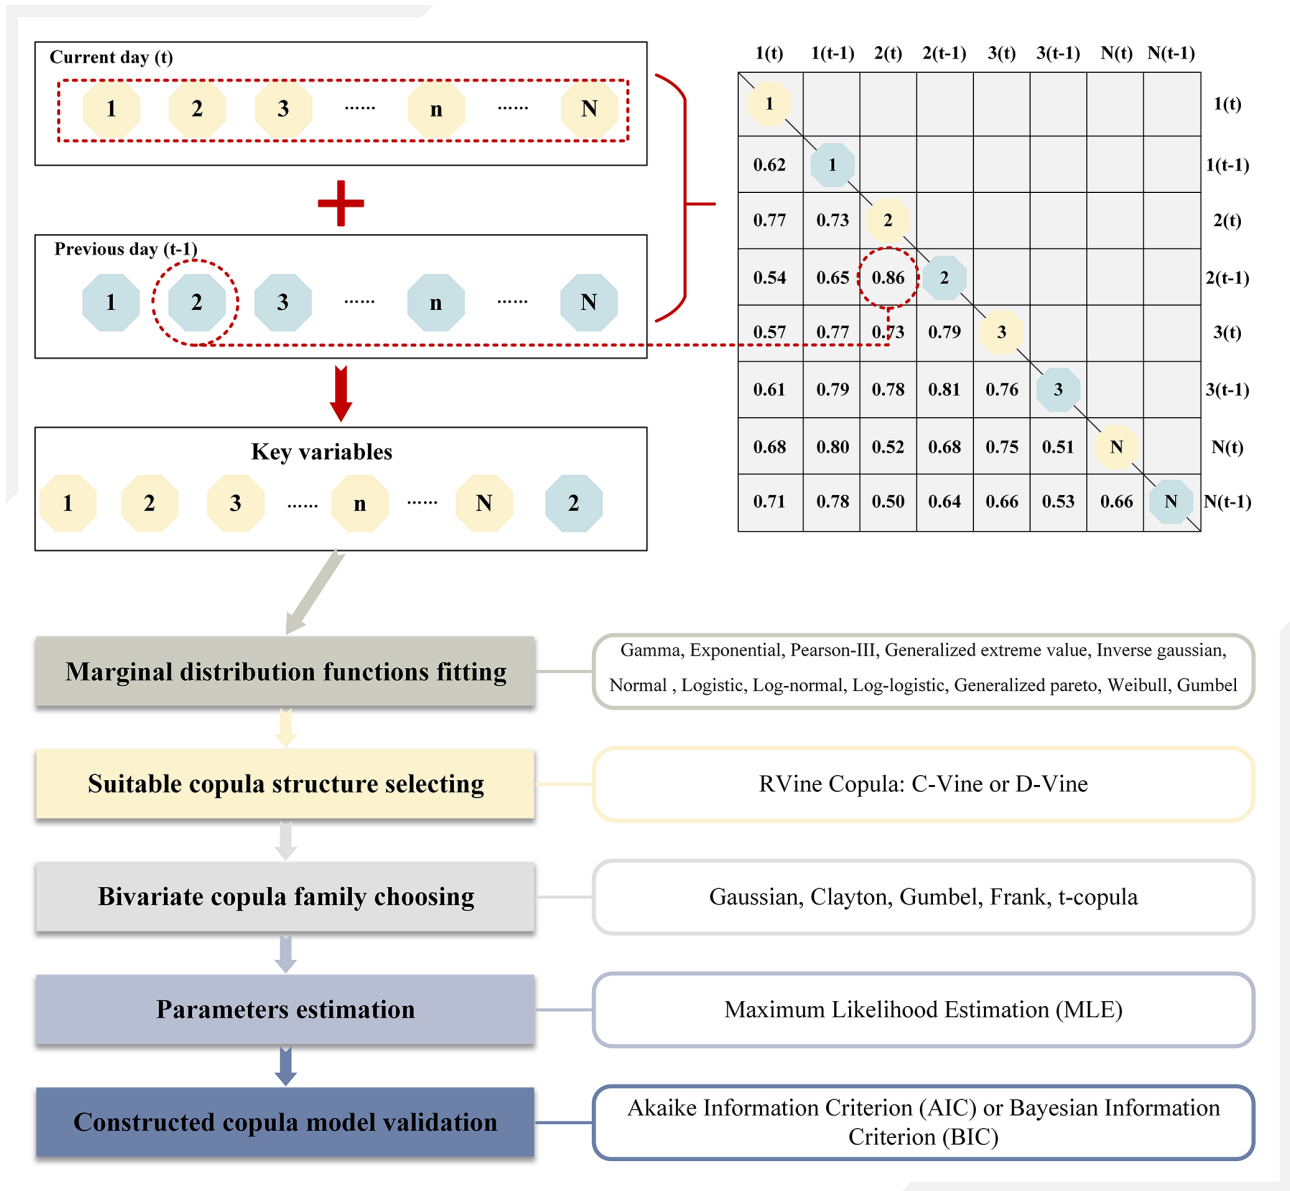 Current day (t)
1 2 3 ...... n ...... N
Previous day (t-1)
1 2 3 ...... n ...... N
Key variables
1 2 3 ...... n ...... N 2
1(t) 1(t-1) 2(t) 2(t-1) 3(t) 3(t-1) N(t) N(t-1)
1 1(t)
0.62 1 1(t-1)
0.77 0.73 2 2(t)
0.54 0.65 0.86 2 2(t-1)
0.57 0.77 0.73 0.79 3 3(t)
0.61 0.79 0.78 0.81 0.76 3 3(t-1)
0.68 0.80 0.52 0.68 0.75 0.51 N N(t)
0.71 0.78 0.50 0.64 0.66 0.53 0.66 N N(t-1)
Marginal distribution functions fitting
Gamma, Exponential, Pearson-III, Generalized extreme value, Inverse gaussian,
Normal , Logistic, Log-normal, Log-logistic, Generalized pareto, Weibull, Gumbel
Suitable copula structure selecting
RVine Copula: C-Vine or D-Vine
Bivariate copula family choosing
Gaussian, Clayton, Gumbel, Frank, t-copula
Parameters estimation
Maximum Likelihood Estimation (MLE)
Constructed copula model validation
Akaike Information Criterion (AIC) or Bayesian Information
Criterion (BIC)